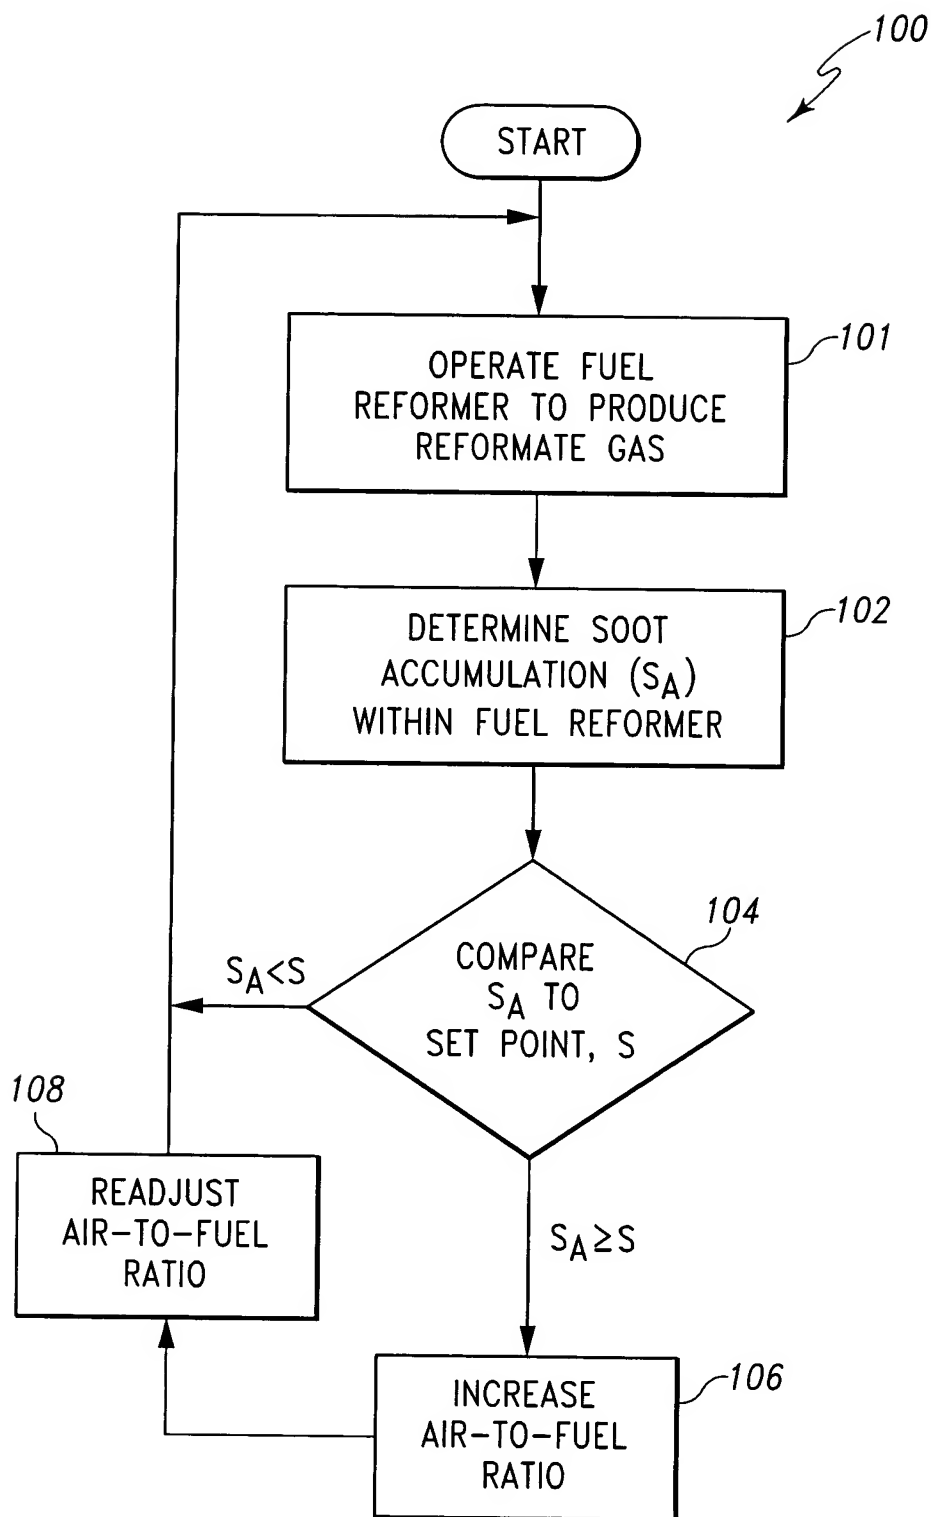 100
START
101
OPERATE FUEL
REFORMER TO PRODUCE
REFORMATE GAS
102
DETERMINE SOOT
ACCUMULATION (SA)
WITHIN FUEL REFORMER
104
COMPARE
SA TO
SET POINT, S
SA<S
108
READJUST
AIR-TO-FUEL
RATIO
SA≥S
106
INCREASE
AIR-TO-FUEL
RATIO